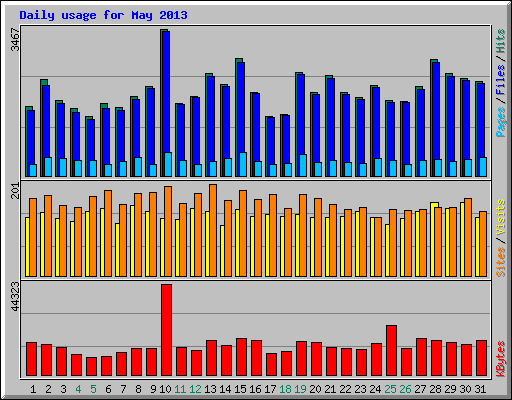 Daily usage for May 2013
3467
Pages / Files / Hits
201
Sites / Visits
44323
KBytes
1 2 3 4 5 6 7 8 9 10 11 12 13 14 15 16 17 18 19 20 21 22 23 24 25 26 27 28 29 30 31